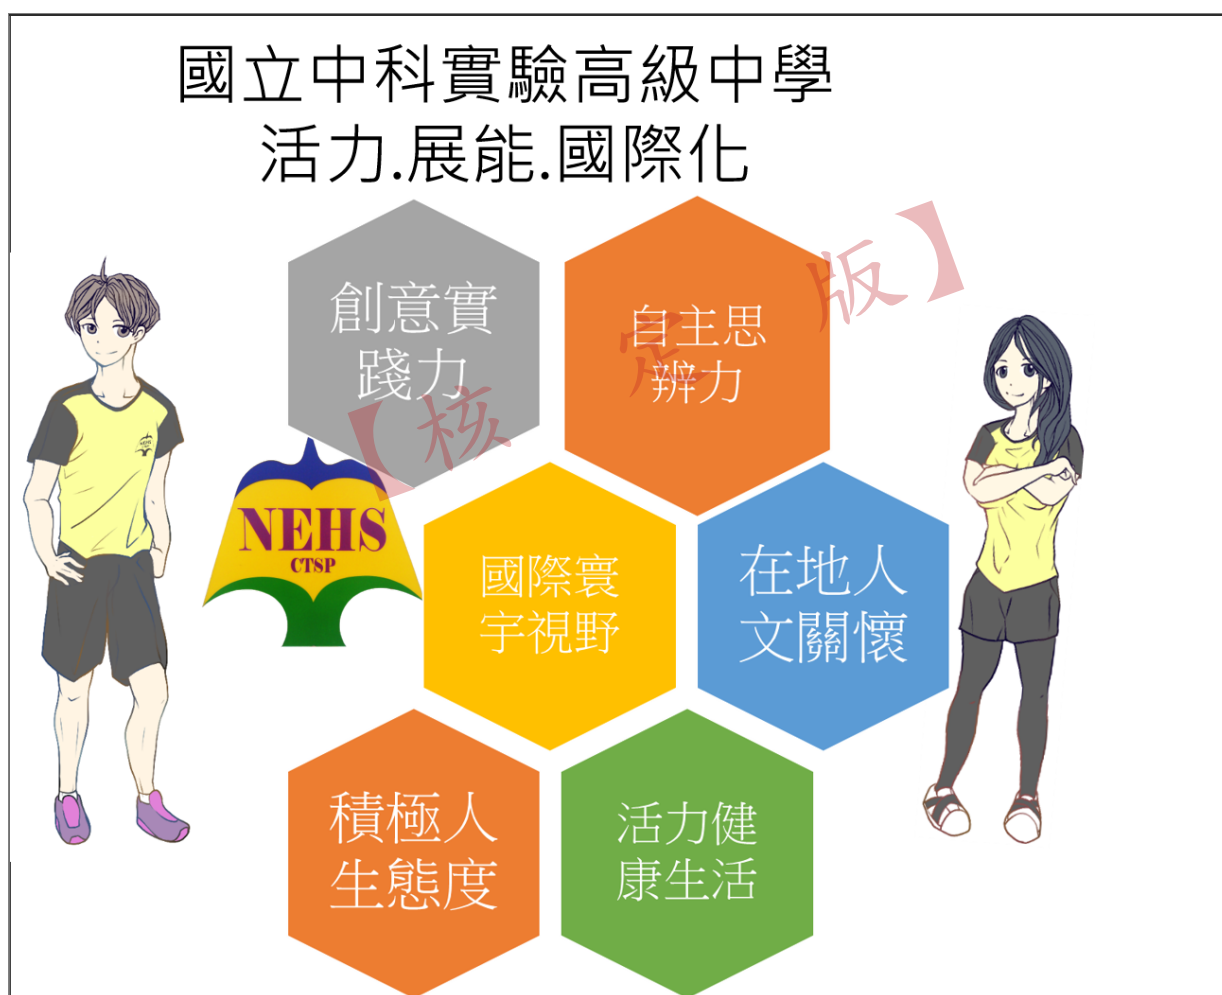 國立中科實驗高級中學
活力.展能.國際化
創意實
踐力
自主思
辨力
【核定版】
NEHS
CTSP
國際寰
宇視野
在地人
文關懷
積極人
生態度
活力健
康生活
NEHS